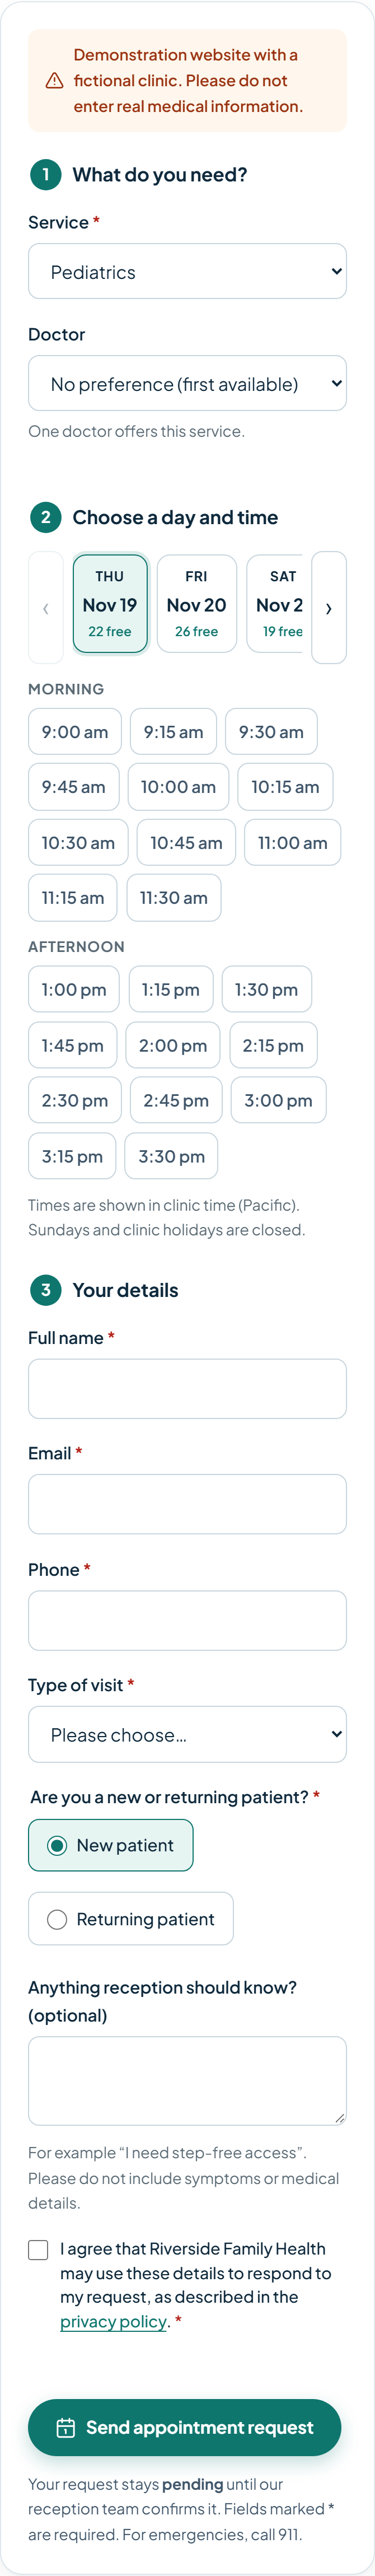 Demonstration website with a
fictional clinic. Please do not
enter real medical information.
1 What do you need?
Service *
Pediatrics
Doctor
No preference (first available)
One doctor offers this service.
2 Choose a day and time
‹
THU
Nov 19
22 free
FRI
Nov 20
26 free
SAT
Nov 2
19 free
›
MORNING
9:00 am 9:15 am 9:30 am
9:45 am 10:00 am 10:15 am
10:30 am 10:45 am 11:00 am
11:15 am 11:30 am
AFTERNOON
1:00 pm 1:15 pm 1:30 pm
1:45 pm 2:00 pm 2:15 pm
2:30 pm 2:45 pm 3:00 pm
3:15 pm 3:30 pm
Times are shown in clinic time (Pacific).
Sundays and clinic holidays are closed.
3 Your details
Full name *
Email *
Phone *
Type of visit *
Please choose...
Are you a new or returning patient? *
New patient
Returning patient
Anything reception should know?
(optional)
For example “I need step-free access”.
Please do not include symptoms or medical
details.
I agree that Riverside Family Health
may use these details to respond to
my request, as described in the
privacy policy. *
Send appointment request
Your request stays pending until our
reception team confirms it. Fields marked *
are required. For emergencies, call 911.